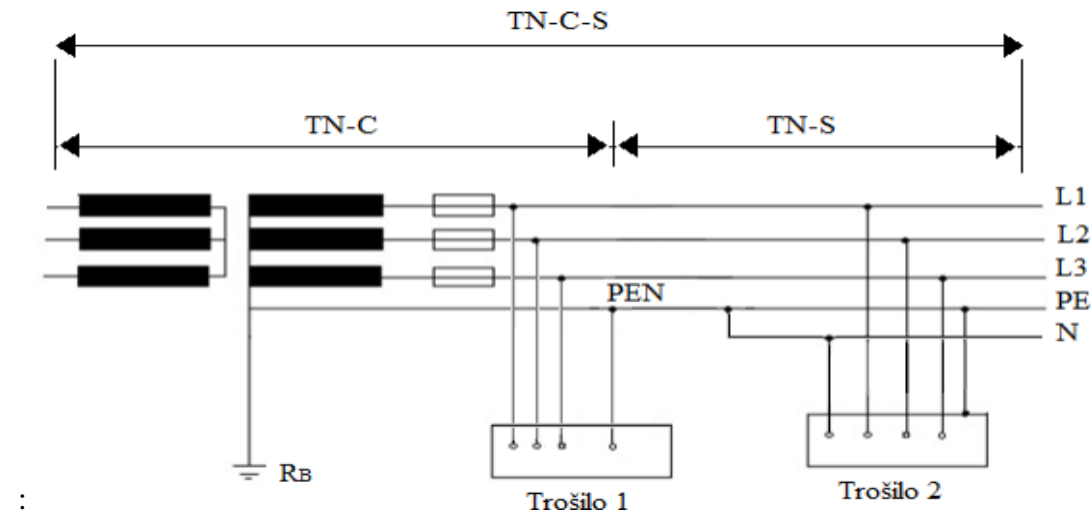 TN-C-S
TN-C
TN-S
L1
L2
L3
PEN
PE
N
RB
:
Trošilo 1
Trošilo 2